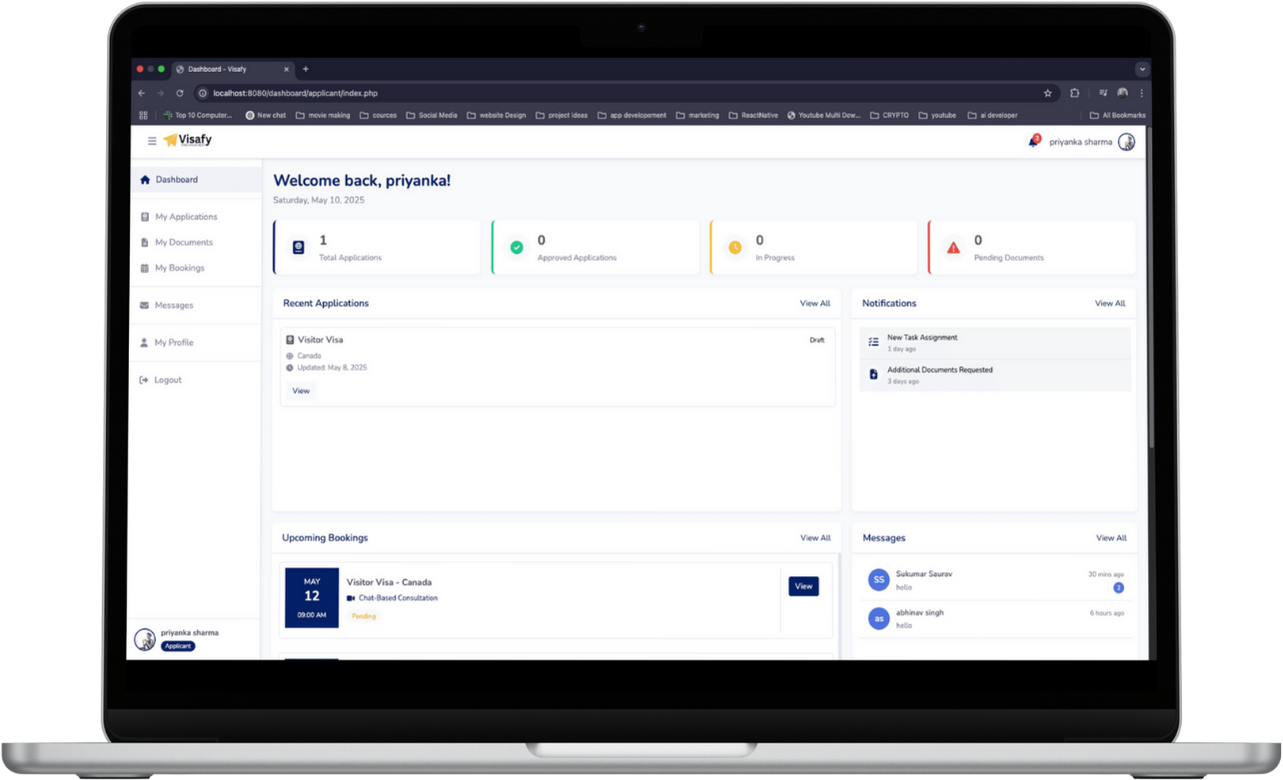 Dashboard - Visafy
localhost:8080/dashboard/applicant/index.php
Top 10 Computer... New chat movie making cources Social Media website Design project ideas app developement marketing ReactNative Youtube Multi Dow... CRYPTO youtube ai developer All Bookmarks
Visafy
2
priyanka sharma
Dashboard
My Applications
My Documents
My Bookings
Messages
My Profile
Logout
priyanka sharma
Applicant
Welcome back, priyanka!
Saturday, May 10, 2025
1
Total Applications
0
Approved Applications
0
In Progress
0
Pending Documents
Recent Applications View All
Visitor Visa Draft
Canada
Updated: May 8, 2025
View
Notifications View All
New Task Assignment
1 day ago
Additional Documents Requested
3 days ago
Upcoming Bookings View All
MAY
12
09:00 AM
Visitor Visa - Canada
Chat-Based Consultation
Pending
View
Messages View All
SS Sukumar Saurav 30 mins ago
hello 2
as abhinav singh 6 hours ago
hello